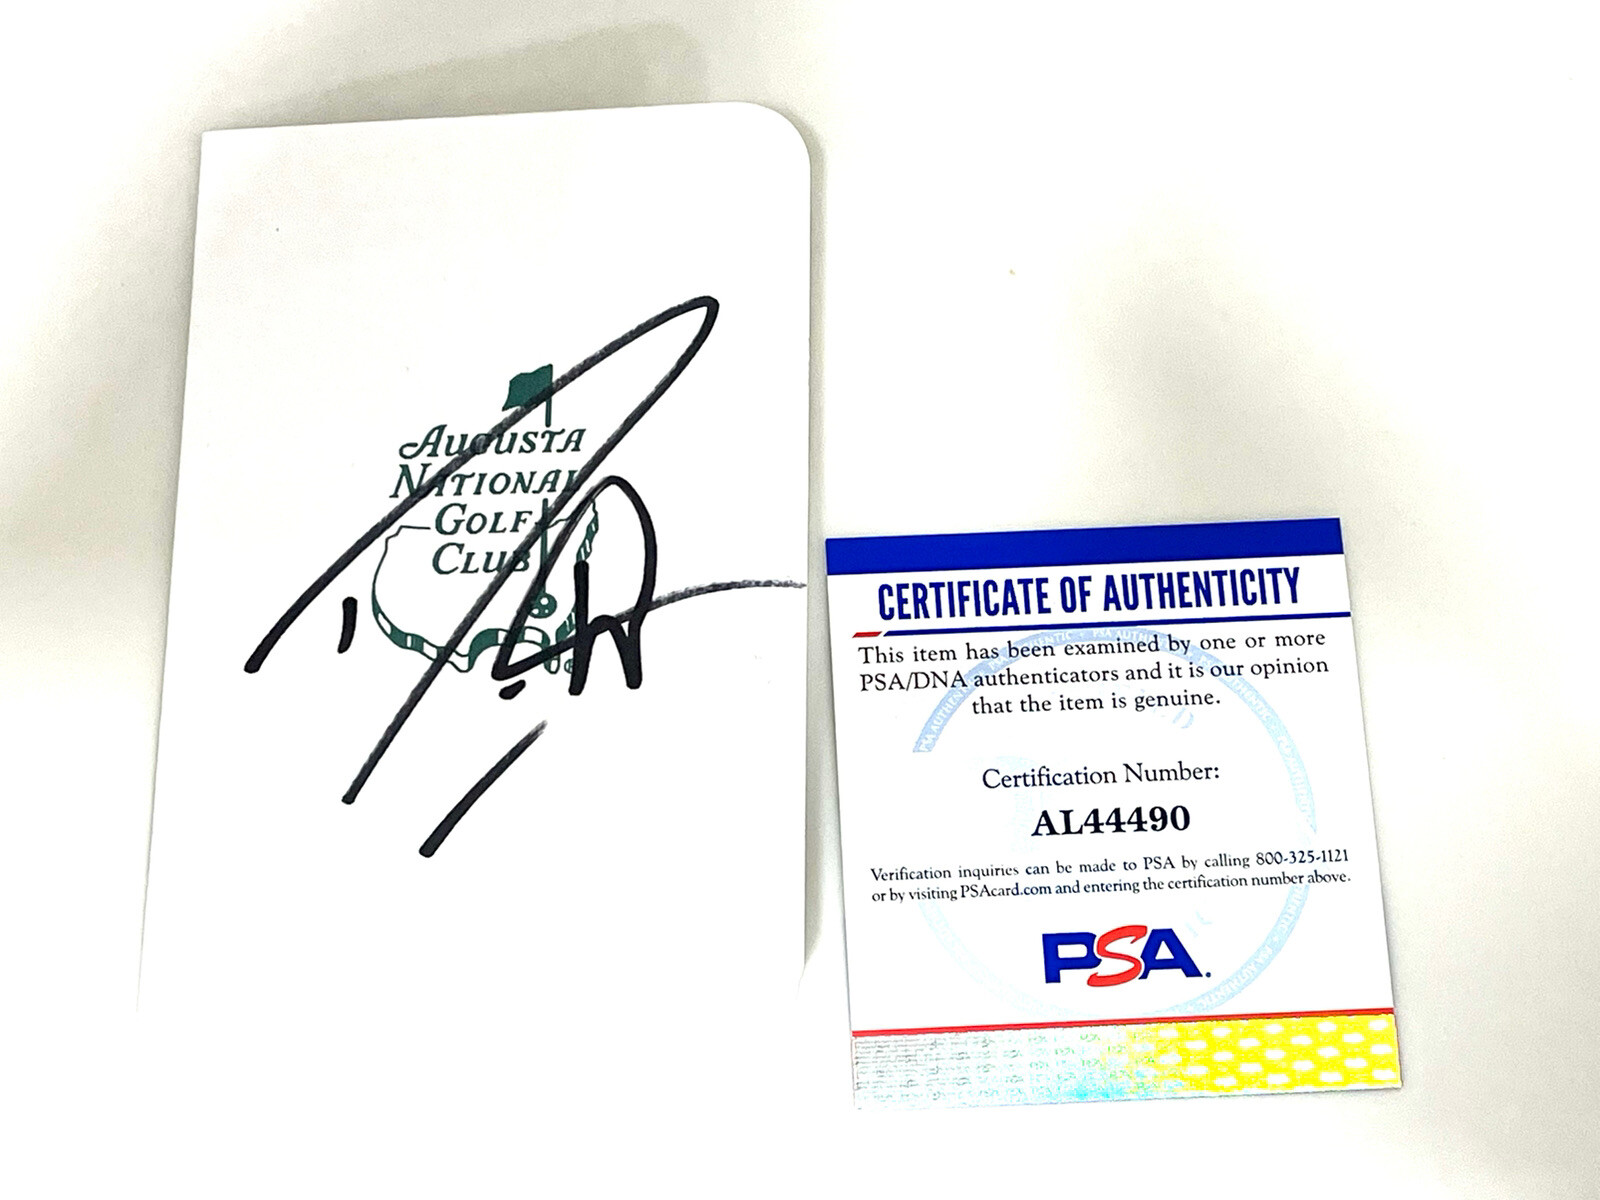 AUGUSTA
NATIONAL
GOLF
CLUB
CERTIFICATE OF AUTHENTICITY
This item has been examined by one or more
PSA/DNA authenticators and it is our opinion
that the item is genuine.
Certification Number:
AL44490
Verification inquiries can be made to PSA by calling 800-325-1121
or by visiting PSAcard.com and entering the certification number above.
PSA.